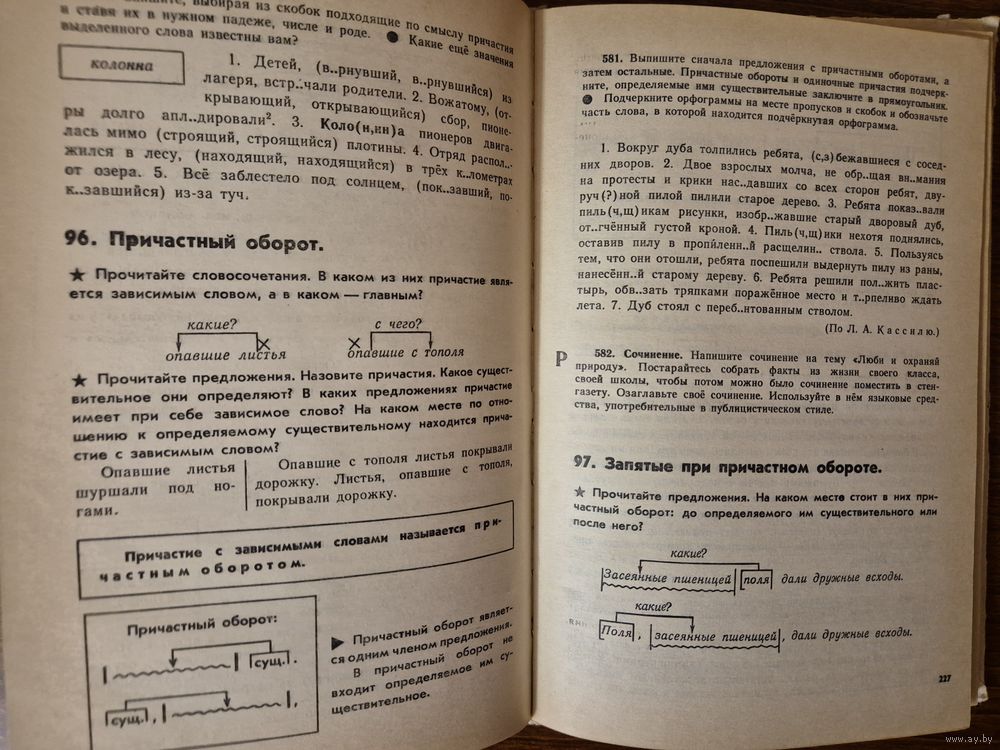 выбирая из скобок подходящие по смыслу причастия
и ставя их в нужном падеже, числе и роде. ● Какие ещё значения
выделенного слова известны вам?
колонна
1. Детей, (в..рнувший, в..рнувшийся) из
лагеря, встр..чали родители. 2. Вожатому, (от-
крывающий, открывающийся) сбор, пионе-
ры долго апл..дировали². 3. Коло(н,нн)а пионеров двига-
лась мимо (строящий, строящийся) плотины. 4. Отряд распол..-
жился в лесу, (находящий, находящийся) в трёх к..лометрах
от озера. 5. Всё заблестело под солнцем, (пок..завший, по-
к..завшийся) из-за туч.
96. Причастный оборот.
★ Прочитайте словосочетания. В каком из них причастие явля-
ется зависимым словом, а в каком — главным?
какие? с чего?
опавшие листья опавшие с тополя
★ Прочитайте предложения. Назовите причастия. Какое сущест-
вительное они определяют? В каких предложениях причастие
имеет при себе зависимое слово? На каком месте по отно-
шению к определяемому существительному находится прича-
стие с зависимым словом?
Опавшие листья
шуршали под но-
гами.
Опавшие с тополя листья покрывали
дорожку. Листья, опавшие с тополя,
покрывали дорожку.
Причастие с зависимыми словами называется при-
частным оборотом.
Причастный оборот:
сущ.
сущ.,
▶ Причастный оборот являет-
ся одним членом предложения.
В причастный оборот не
входит определяемое им су-
ществительное.
581. Выпишите сначала предложения с причастными оборотами, а
затем остальные. Причастные обороты и одиночные причастия подчерк-
ните, определяемые ими существительные заключите в прямоугольник.
● Подчеркните орфограммы на месте пропусков и скобок и обозначьте
часть слова, в которой находится подчёркнутая орфограмма.
1. Вокруг дуба толпились ребята, (с,з)бежавшиеся с сосед-
них дворов. 2. Двое взрослых молча, не обр..щая вн..мания
на протесты и крики нас..давших со всех сторон ребят, дву-
руч(?)ной пилой пилили старое дерево. 3. Ребята показ..вали
пиль(ч,щ)икам рисунки, изобр..жавшие старый дворовый дуб,
от..гчённый густой кроной. 4. Пиль(ч,щ)ики нехотя поднялись,
оставив пилу в пропиленн..й расщелин.. ствола. 5. Пользуясь
тем, что они отошли, ребята поспешили выдернуть пилу из раны,
нанесённ..й старому дереву. 6. Ребята решили пол..жить плас-
тырь, обв..зать тряпками поражённое место и т..рпеливо ждать
лета. 7. Дуб стоял с переб..нтованным стволом.
(По Л. А. Кассилю.)
Р 582. Сочинение. Напишите сочинение на тему «Люби и охраняй
природу». Постарайтесь собрать факты из жизни своего класса,
своей школы, чтобы потом можно было сочинение поместить в стен-
газету. Озаглавьте своё сочинение. Используйте в нём языковые сред-
ства, употребительные в публицистическом стиле.
97. Запятые при причастном обороте.
★ Прочитайте предложения. На каком месте стоит в них при-
частный оборот: до определяемого им существительного или
после него?
какие?
Засеянные пшеницей поля дали дружные всходы.
какие?
Поля, засеянные пшеницей, дали дружные всходы.
227
www.ay.by